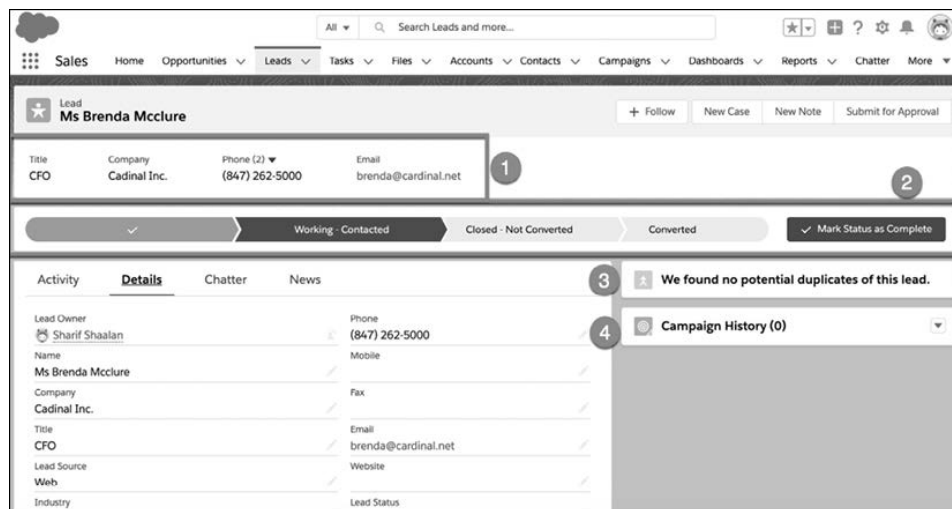 All Search Leads and more...
Sales Home Opportunities Leads Tasks Files Accounts Contacts Campaigns Dashboards Reports Chatter More
Lead
Ms Brenda Mcclure
+ Follow New Case New Note Submit for Approval
Title Company Phone (2) Email
CFO Cadinal Inc. (847) 262-5000 brenda@cardinal.net
1
2
Working - Contacted Closed - Not Converted Converted Mark Status as Complete
Activity Details Chatter News
3 We found no potential duplicates of this lead.
4 Campaign History (0)
Lead Owner Phone
Sharif Shaalan (847) 262-5000
Name Mobile
Ms Brenda Mcclure
Company Fax
Cadinal Inc.
Title Email
CFO brenda@cardinal.net
Lead Source Website
Web
Industry Lead Status